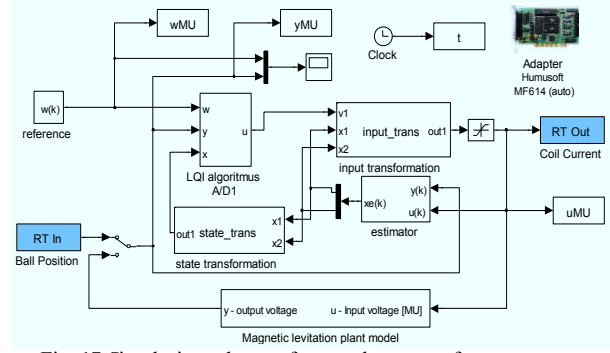 wMU
yMU
Clock
t
Adapter
Humusoft
MF614 (auto)
w(k)
reference
w
y
x
u
LQI algoritmus
A/D1
v1
x1
x2
input_trans
out1
input transformation
RT Out
Coil Current
y(k)
u(k)
xe(k)
estimator
uMU
out1
state_trans
x1
x2
state transformation
RT In
Ball Position
y - output voltage
u - Input voltage [MU]
Magnetic levitation plant model